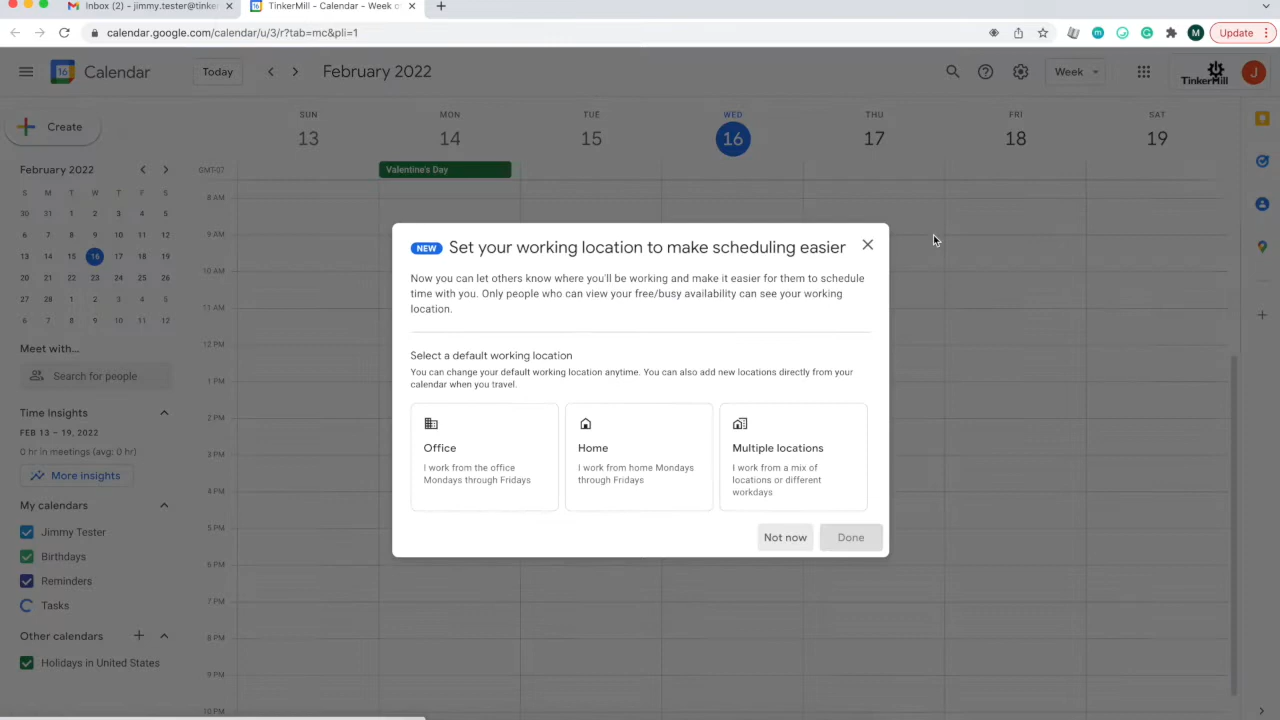 Inbox (2) - jimmy.tester@tinker
TinkerMill - Calendar - Week o
calendar.google.com/calendar/u/3/r?tab=mc&pli=1
M
Update
16
Calendar
Today
February 2022
Week
TinkerMill
J
Create
SUN
13
MON
14
TUE
15
WED
16
THU
17
FRI
18
SAT
19
GMT-07
Valentine's Day
February 2022
S M T W T F S
30 31 1 2 3 4 5
6 7 8 9 10 11 12
13 14 15 16 17 18 19
20 21 22 23 24 25 26
27 28 1 2 3 4 5
6 7 8 9 10 11 12
8 AM
9 AM
10 AM
11 AM
12 PM
1 PM
2 PM
3 PM
4 PM
5 PM
6 PM
7 PM
8 PM
9 PM
10 PM
Meet with...
Search for people
Time Insights
FEB 13 – 19, 2022
0 hr in meetings (avg: 0 hr)
More insights
My calendars
Jimmy Tester
Birthdays
Reminders
Tasks
Other calendars
Holidays in United States
NEW Set your working location to make scheduling easier
Now you can let others know where you'll be working and make it easier for them to schedule
time with you. Only people who can view your free/busy availability can see your working
location.
Select a default working location
You can change your default working location anytime. You can also add new locations directly from your
calendar when you travel.
Office
I work from the office
Mondays through Fridays
Home
I work from home Mondays
through Fridays
Multiple locations
I work from a mix of
locations or different
workdays
Not now
Done